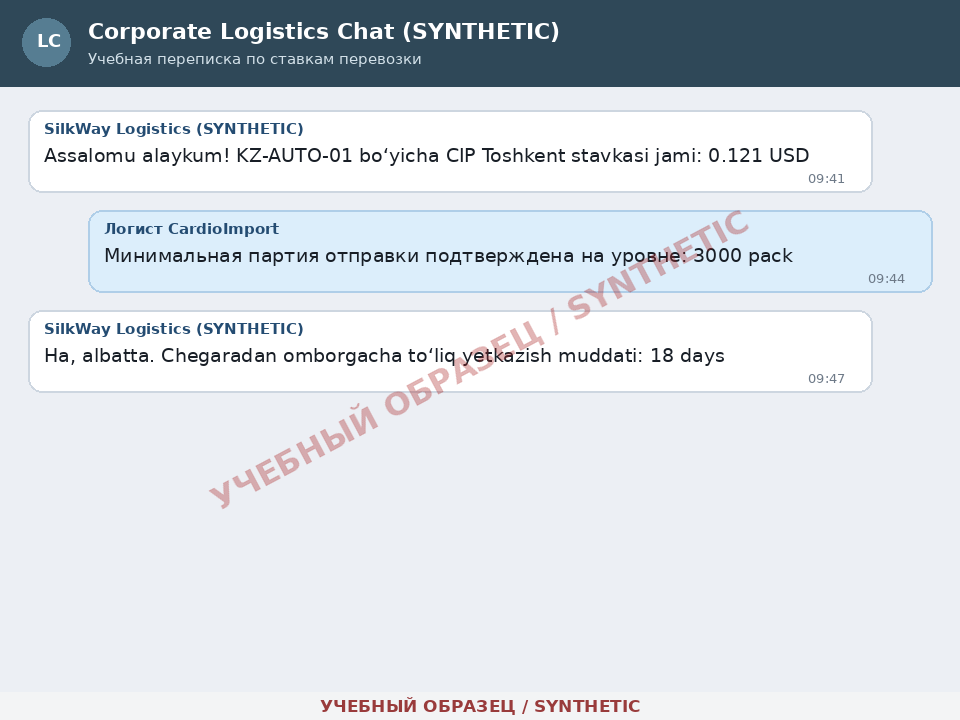 LC
Corporate Logistics Chat (SYNTHETIC)
Учебная переписка по ставкам перевозки
SilkWay Logistics (SYNTHETIC)
Assalomu alaykum! KZ-AUTO-01 bo‘yicha CIP Toshkent stavkasi jami: 0.121 USD
09:41
Логист CardioImport
Минимальная партия отправки подтверждена на уровне: 3000 pack
09:44
SilkWay Logistics (SYNTHETIC)
Ha, albatta. Chegaradan omborgacha to‘liq yetkazish muddati: 18 days
09:47
УЧЕБНЫЙ ОБРАЗЕЦ / SYNTHETIC
УЧЕБНЫЙ ОБРАЗЕЦ / SYNTHETIC